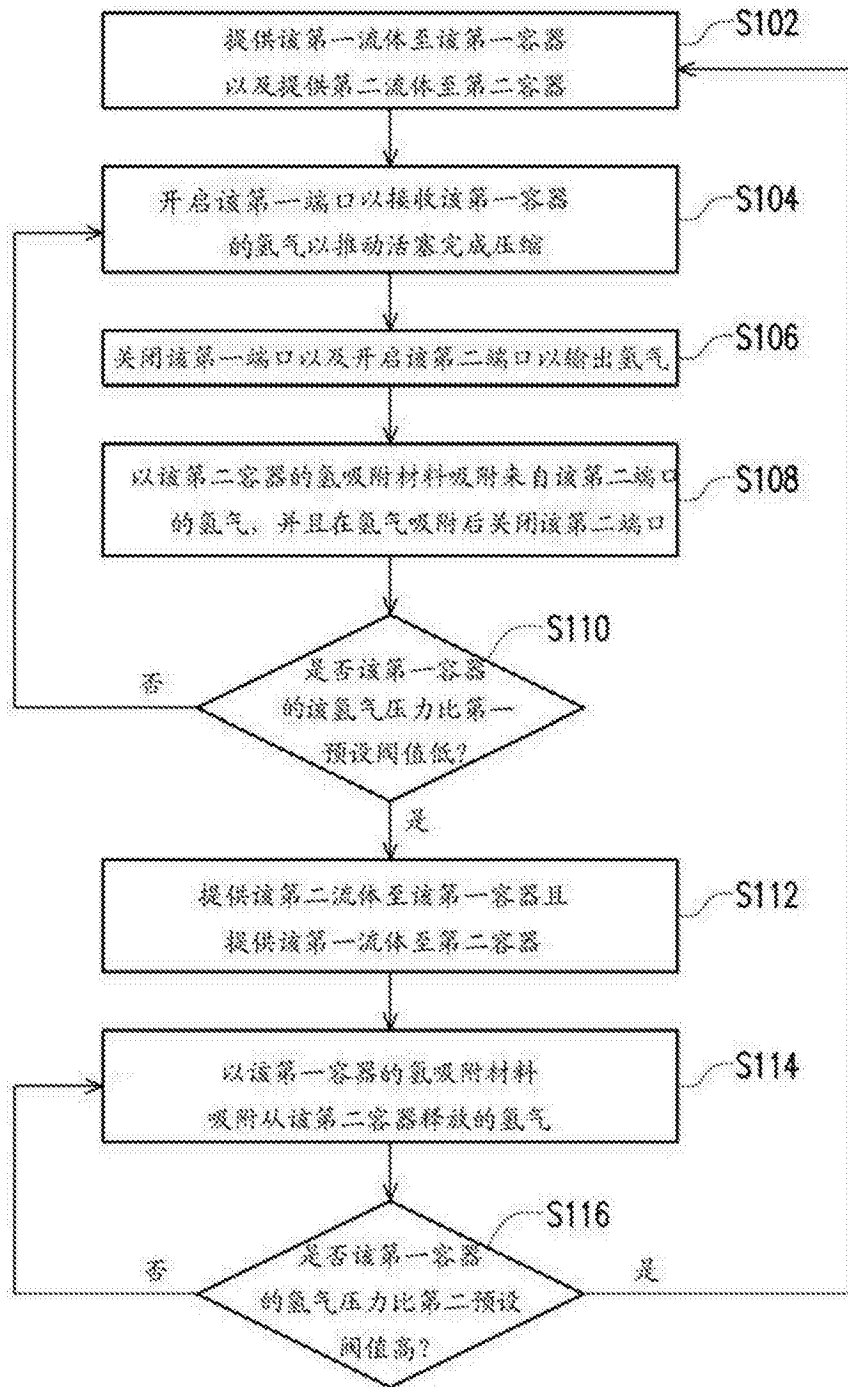 提供该第一流体至该第一容器
以及提供第二流体至第二容器
S102
开启该第一端口以接收该第一容器
的氢气以推动活塞完成压缩
S104
关闭该第一端口以及开启该第二端口以输出氢气
S106
以该第二容器的氢吸附材料吸附来自该第二端口
的氢气，并且在氢气吸附后关闭该第二端口
S108
S110
是否该第一容器
的该氢气压力比第一
预设阀值低？
否
是
提供该第二流体至该第一容器且
提供该第一流体至第二容器
S112
以该第一容器的氢吸附材料
吸附从该第二容器释放的氢气
S114
S116
是否该第一容器
的氢气压力比第二预设
阀值高？
否
是